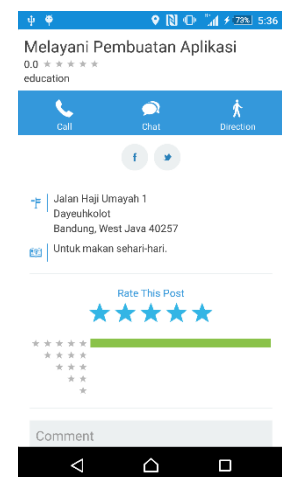 73% 5:36
Melayani Pembuatan Aplikasi
0.0
education
Call Chat Direction
Jalan Haji Umayah 1
Dayeuhkolot
Bandung, West Java 40257
Untuk makan sehari-hari.
Rate This Post
Comment